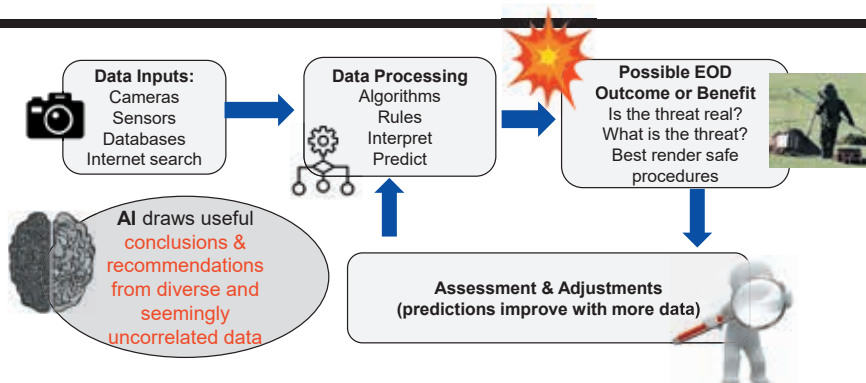 Data Inputs:
Cameras
Sensors
Databases
Internet search
Data Processing
Algorithms
Rules
Interpret
Predict
Possible EOD
Outcome or Benefit
Is the threat real?
What is the threat?
Best render safe
procedures
AI draws useful
conclusions &
recommendations
from diverse and
seemingly
uncorrelated data
Assessment & Adjustments
(predictions improve with more data)